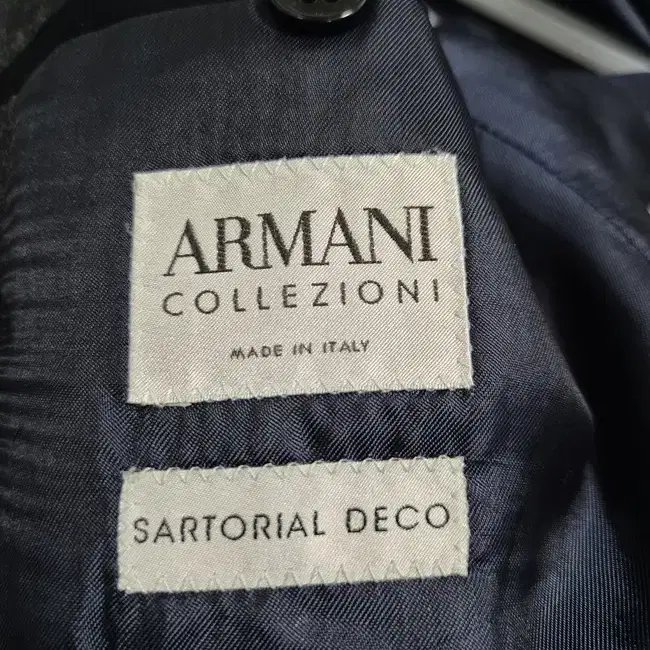 ARMANI
COLLEZIONI
MADE IN ITALY
SARTORIAL DECO